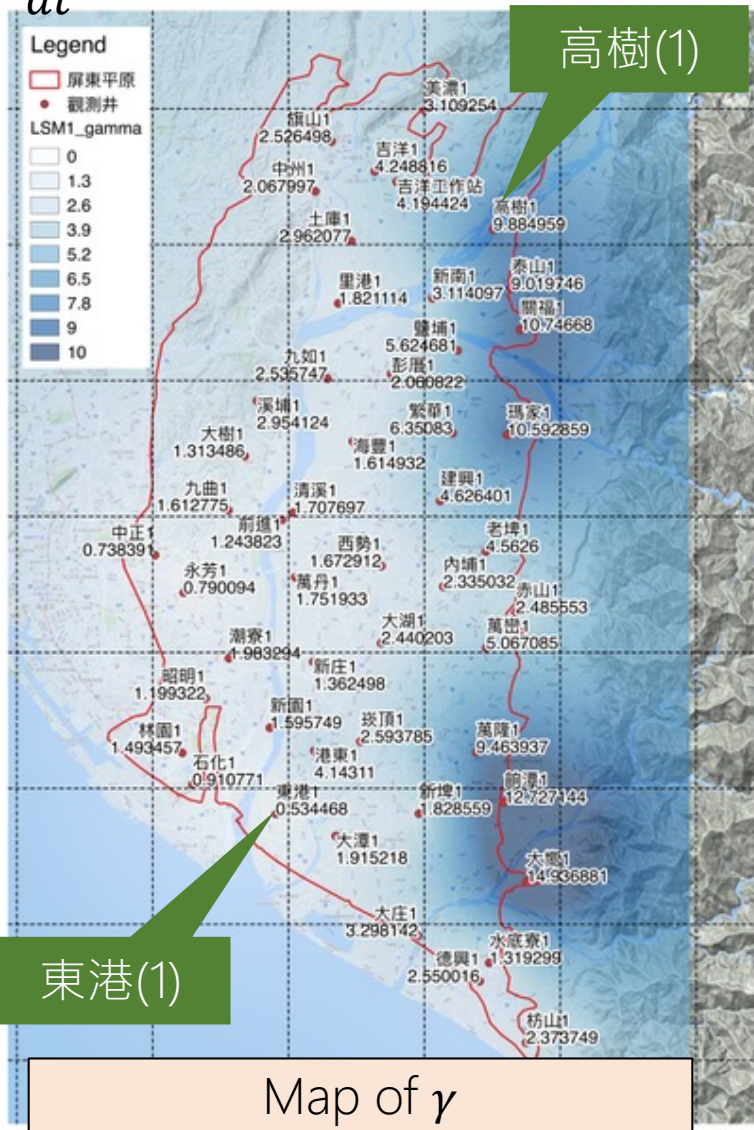 dt
Legend
屏東平原
觀測井
LSM1_gamma
0
1.3
2.6
3.9
5.2
6.5
7.8
9
10
高樹(1)
美濃1
3.109254
旗山1
2.526498
吉洋1
4.248816
中州1
2.067997
吉洋工作站
4.194424
高樹1
9.884959
土庫1
2.962077
泰山1
9.019746
里港1
1.821114
新南1
3.114097
關福1
10.74668
鹽埔1
5.624681
九如1
2.535747
彭厝1
2.060822
溪埔1
2.954124
繁華1
6.35083
瑪家1
10.592859
大樹1
1.313486
海豐1
1.614932
建興1
4.626401
九曲1
1.612775
清溪1
1.707697
前進1
1.243823
中正1
0.738391
老埤1
4.5626
西勢1
1.672912
內埔1
2.335032
永芳1
0.790094
萬丹1
1.751933
赤山1
2.485553
大湖1
2.440203
萬巒1
5.067085
潮寮1
1.983294
新庄1
1.362498
昭明1
1.199322
新園1
1.595749
崁頂1
2.593785
林園1
1.493457
港東1
4.14311
萬隆1
9.463937
石化1
0.910771
東港1
0.534468
新埤1
1.828559
餉潭1
12.727144
大潭1
1.915218
大嚮1
14.936881
大庄1
3.298142
水底寮1
1.319299
德興1
2.550016
東港(1)
枋山1
2.373749
Map of γ